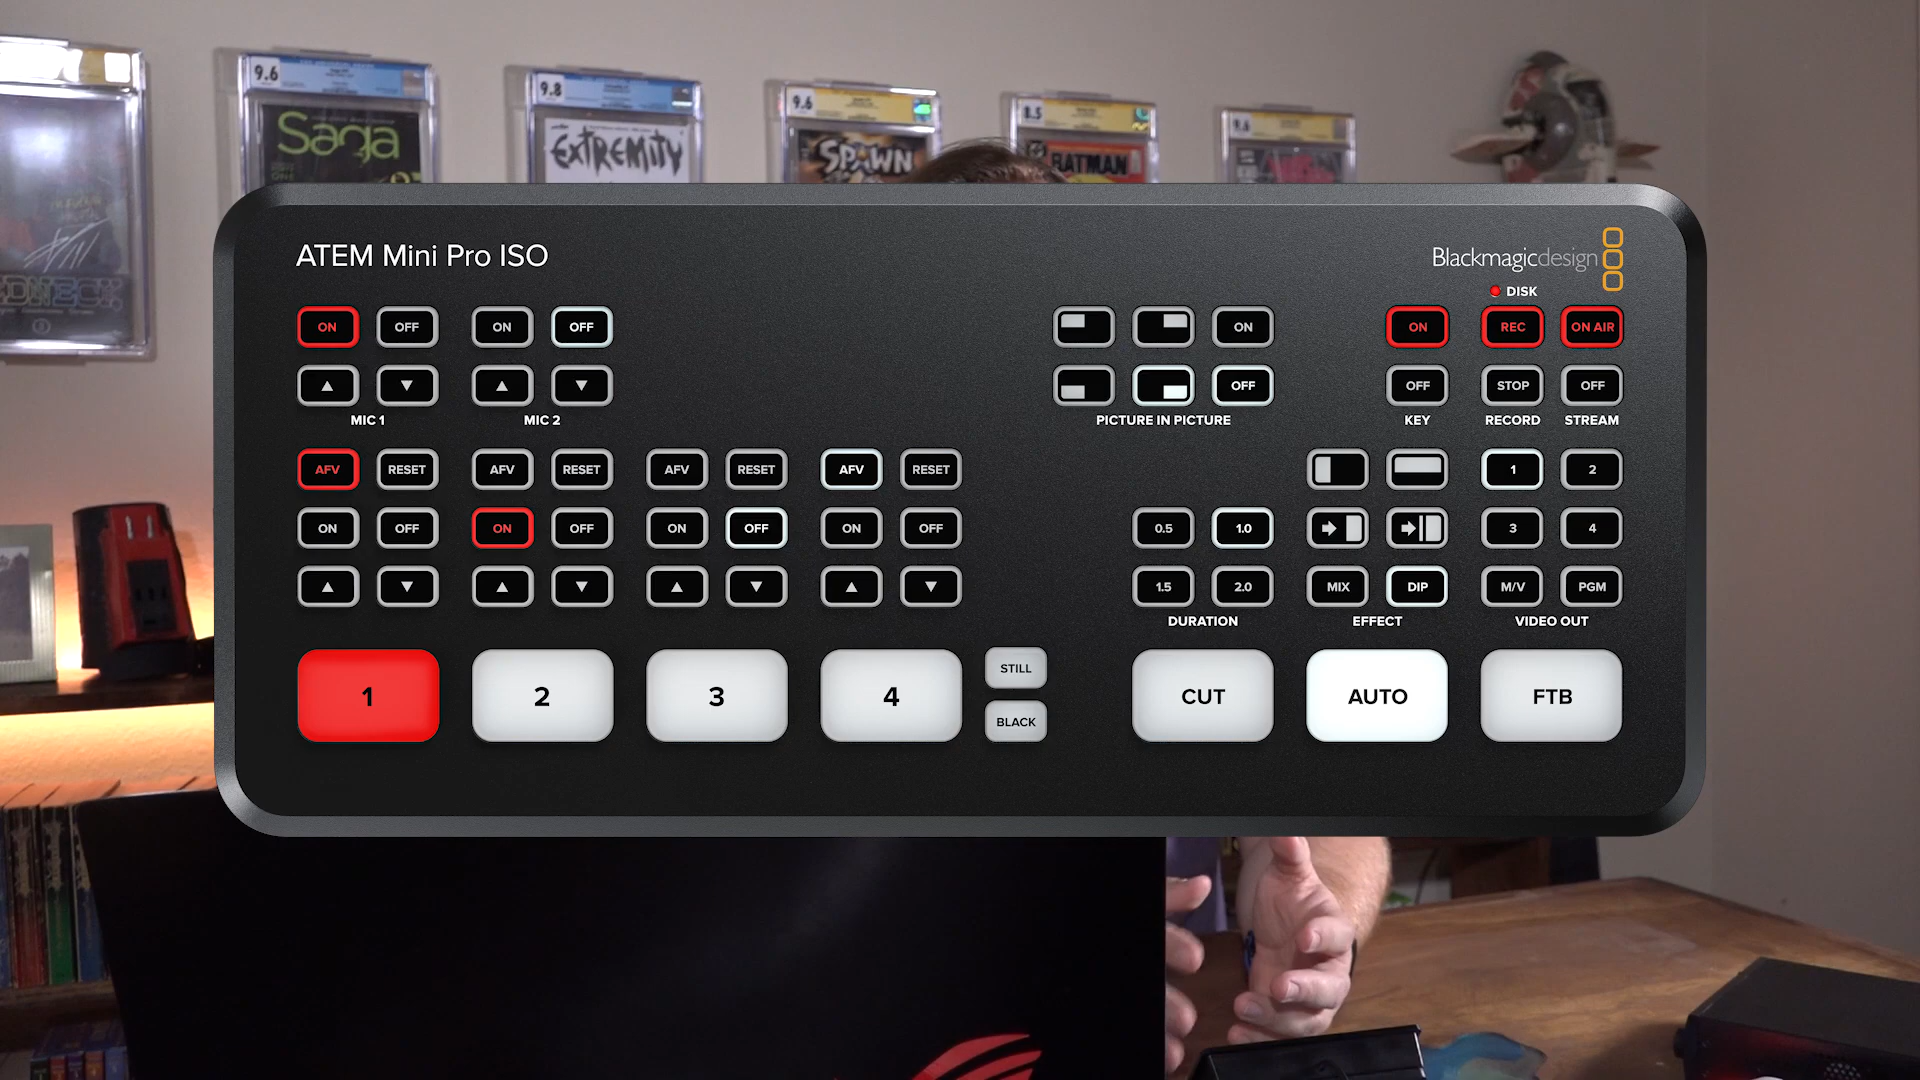 9.6
Saga
9.8
EXTREMITY
9.6
SPAWN
8.5
BATMAN
9.6
ATEM Mini Pro ISO
Blackmagicdesign
DISK
ON OFF ON OFF ON ON REC ON AIR
OFF OFF STOP OFF
MIC 1 MIC 2 PICTURE IN PICTURE KEY RECORD STREAM
AFV RESET AFV RESET AFV RESET AFV RESET 1 2
ON OFF ON OFF ON OFF ON OFF 0.5 1.0 3 4
1.5 2.0 MIX DIP M/V PGM
DURATION EFFECT VIDEO OUT
1 2 3 4 STILL CUT AUTO FTB
BLACK